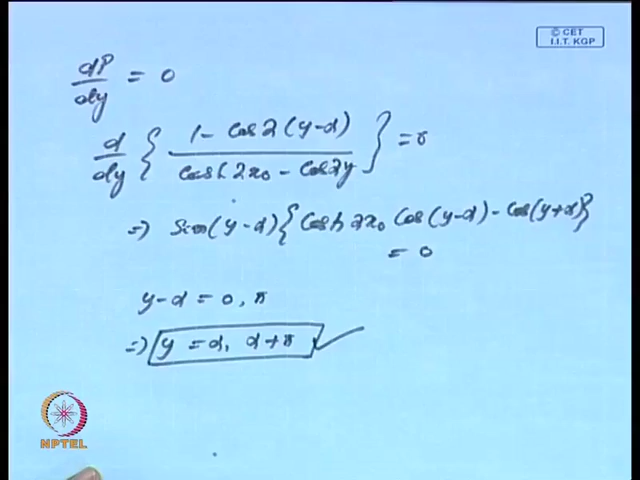 © CET
I.I.T. KGP
dP/dy = 0
d/dy { 1 - cos 2(y-α) / cosh 2x₀ - cos 2y } = 0
⇒ Sin(y-α) { cosh 2x₀ cos(y-α) - cos(y+α) }
= 0
y-α = 0, π
⇒ y = α, α+π ✓
NPTEL